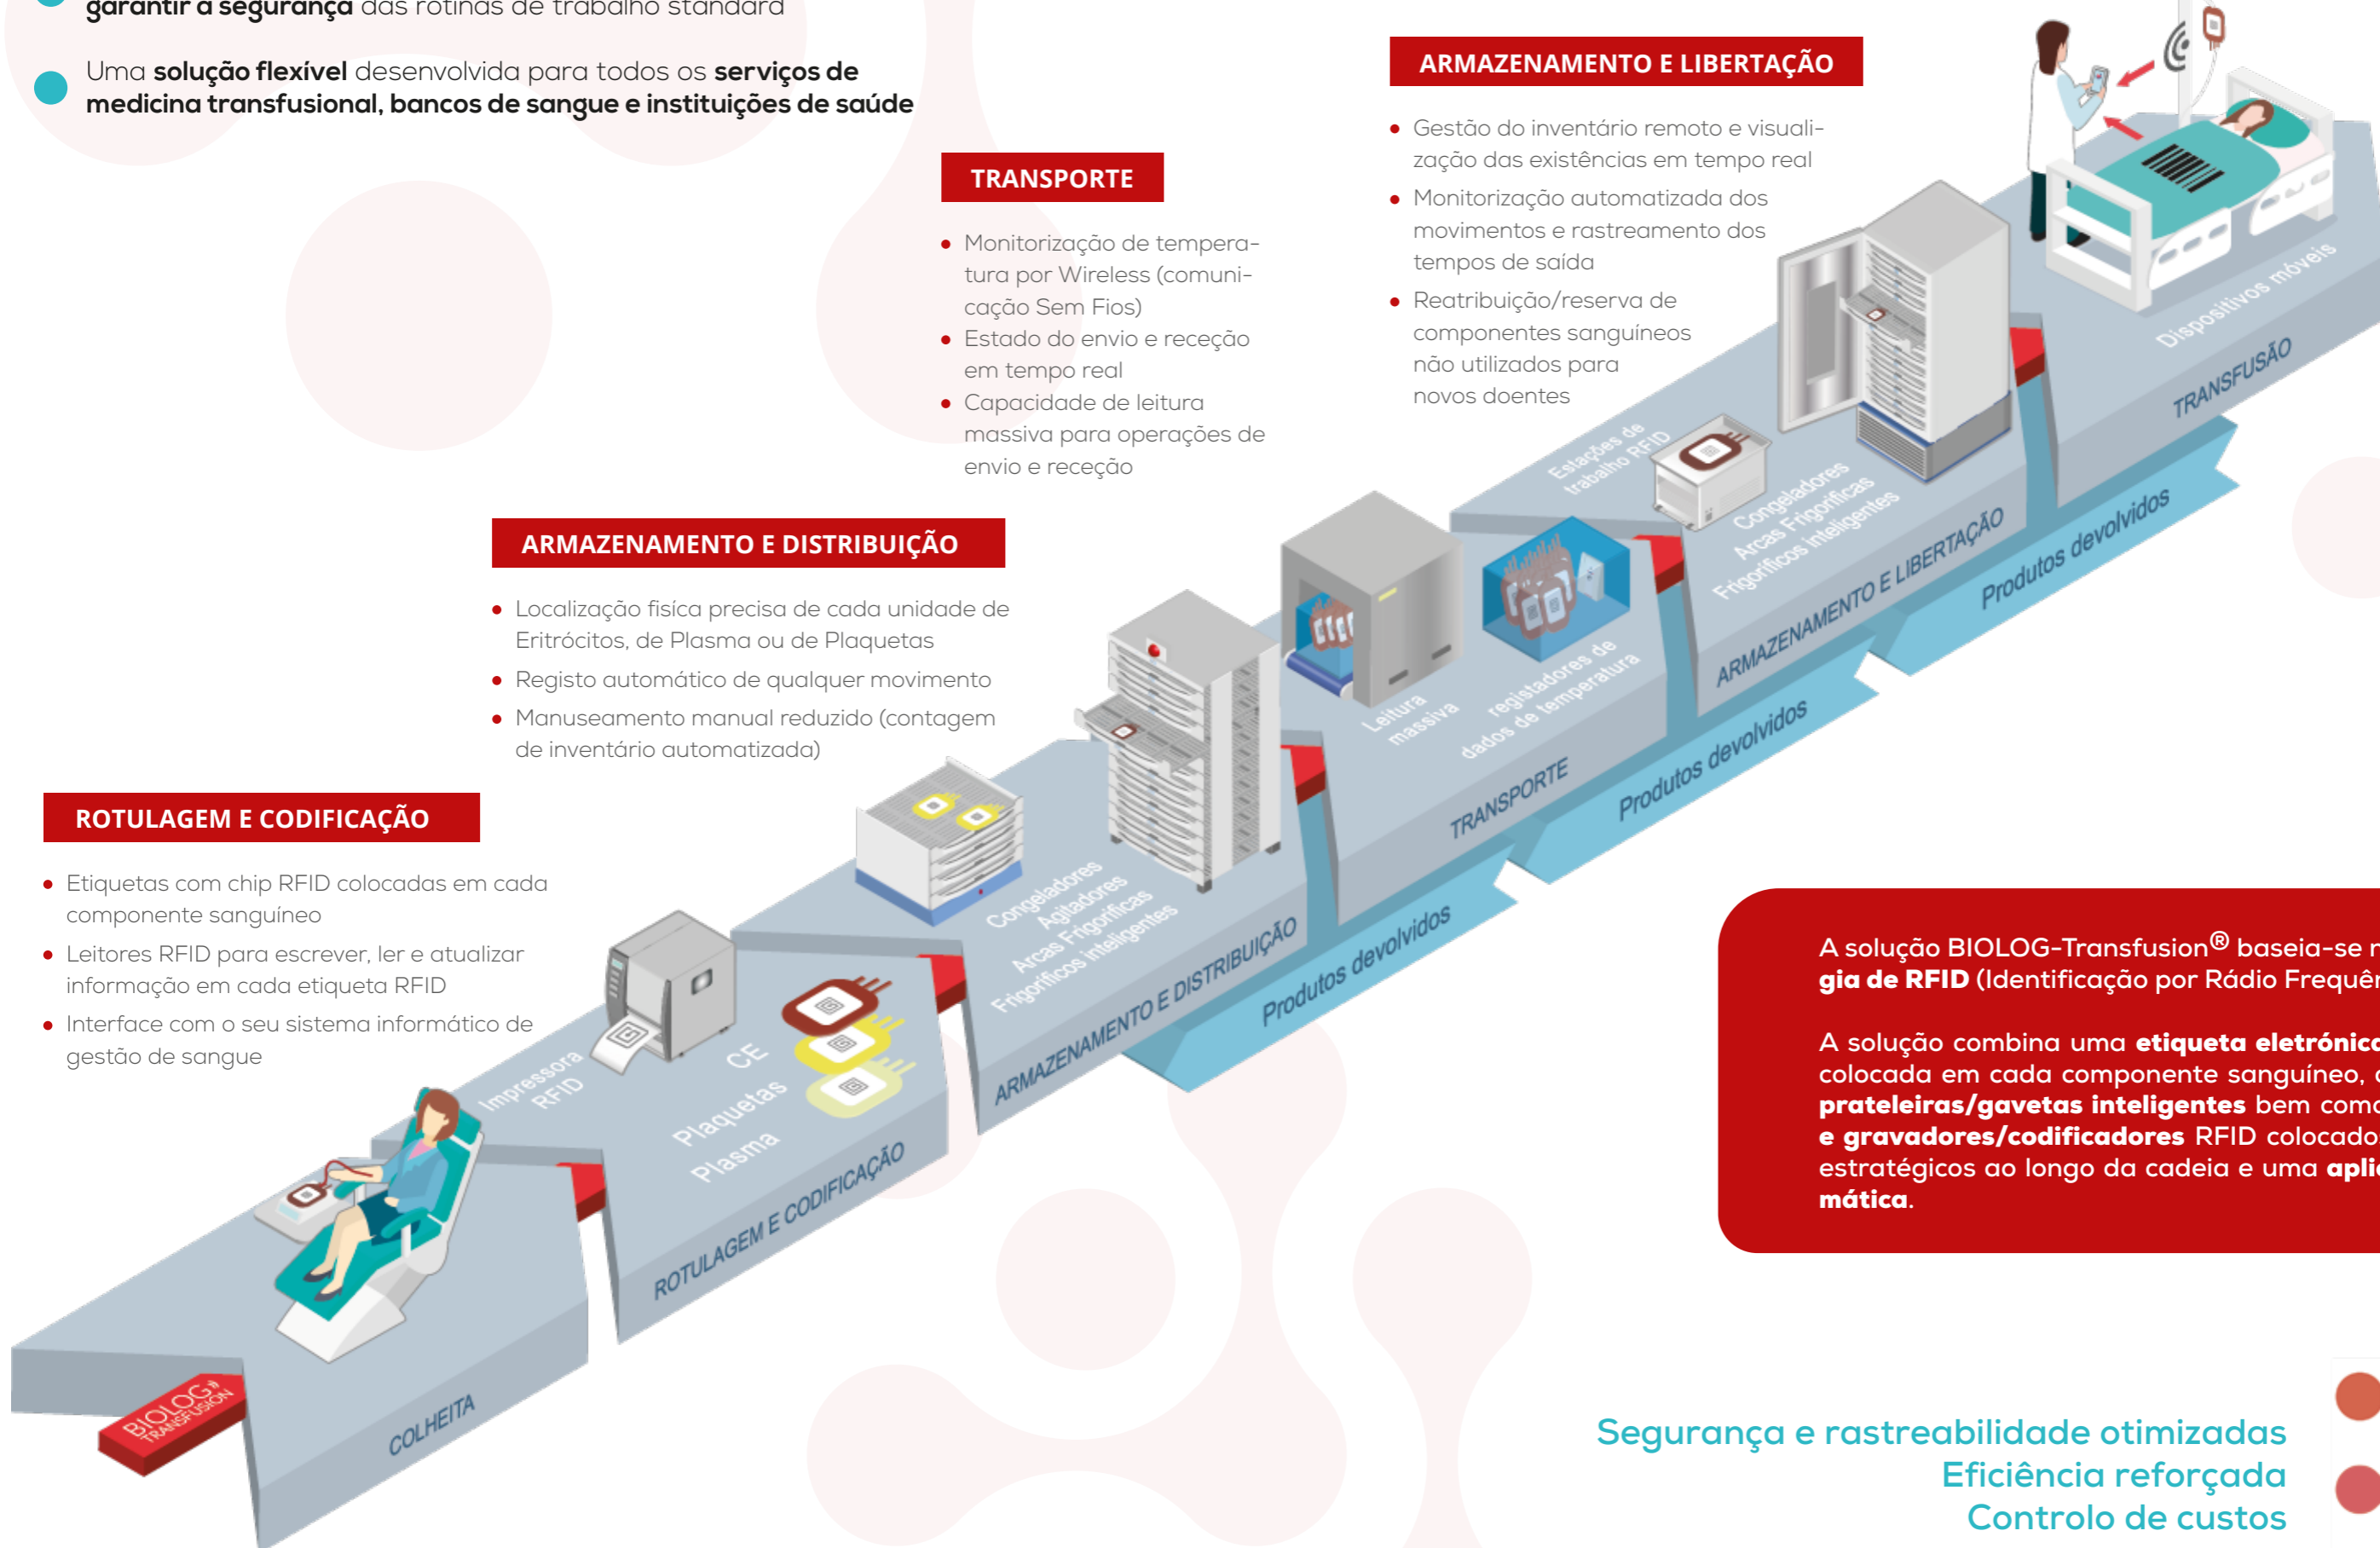 garantir a segurança das rotinas de trabalho standard
Uma solução flexível desenvolvida para todos os serviços de
medicina transfusional, bancos de sangue e instituições de saúde
ARMAZENAMENTO E LIBERTAÇÃO
Gestão do inventário remoto e visuali-
zação das existências em tempo real
Monitorização automatizada dos
movimentos e rastreamento dos
tempos de saída
Reatribuição/reserva de
componentes sanguíneos
não utilizados para
novos doentes
TRANSPORTE
Monitorização de tempera-
tura por Wireless (comuni-
cação Sem Fios)
Estado do envio e receção
em tempo real
Capacidade de leitura
massiva para operações de
envio e receção
ARMAZENAMENTO E DISTRIBUIÇÃO
Localização fisíca precisa de cada unidade de
Eritrócitos, de Plasma ou de Plaquetas
Registo automático de qualquer movimento
Manuseamento manual reduzido (contagem
de inventário automatizada)
ROTULAGEM E CODIFICAÇÃO
Etiquetas com chip RFID colocadas em cada
componente sanguíneo
Leitores RFID para escrever, ler e atualizar
informação em cada etiqueta RFID
Interface com o seu sistema informático de
gestão de sangue
BIOLOG
TRANSFUSION
COLHEITA
Impressora
RFID
CE
Plaquetas
Plasma
ROTULAGEM E CODIFICAÇÃO
Congeladores
Agitadores
Arcas Frigoríficas
Frigoríficos inteligentes
ARMAZENAMENTO E DISTRIBUIÇÃO
Produtos devolvidos
Leitura
massiva
registadores de
dados de temperatura
TRANSPORTE
Produtos devolvidos
Estações de
trabalho RFID
Congeladores
Arcas Frigoríficas
Frigoríficos inteligentes
ARMAZENAMENTO E LIBERTAÇÃO
Produtos devolvidos
Dispositivos móveis
TRANSFUSÃO
A solução BIOLOG-Transfusion® baseia-se
gia de RFID (Identificação por Rádio
A solução combina uma etiqueta
colocada em cada componente sanguíneo,
prateleiras/gavetas inteligentes bem
e gravadores/codificadores RFID
estratégicos ao longo da cadeia e uma
mática.
Segurança e rastreabilidade otimizadas
Eficiência reforçada
Controlo de custos